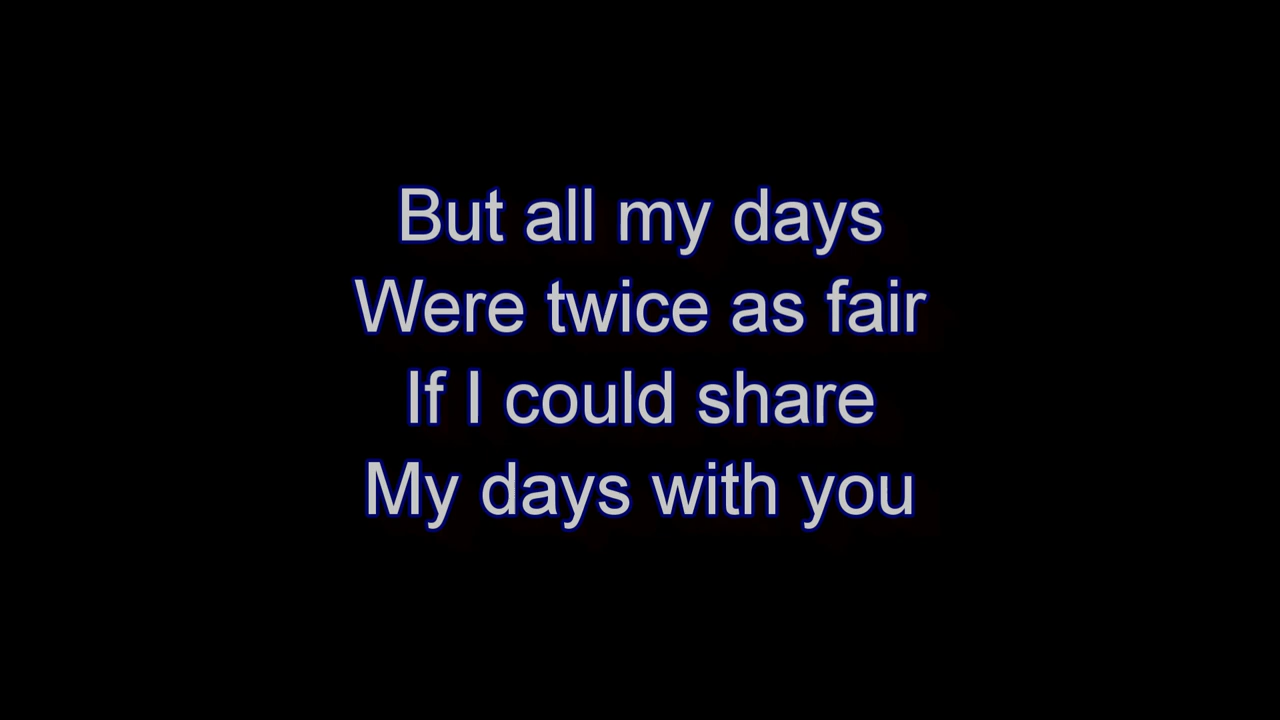 But all my days
Were twice as fair
If I could share
My days with you